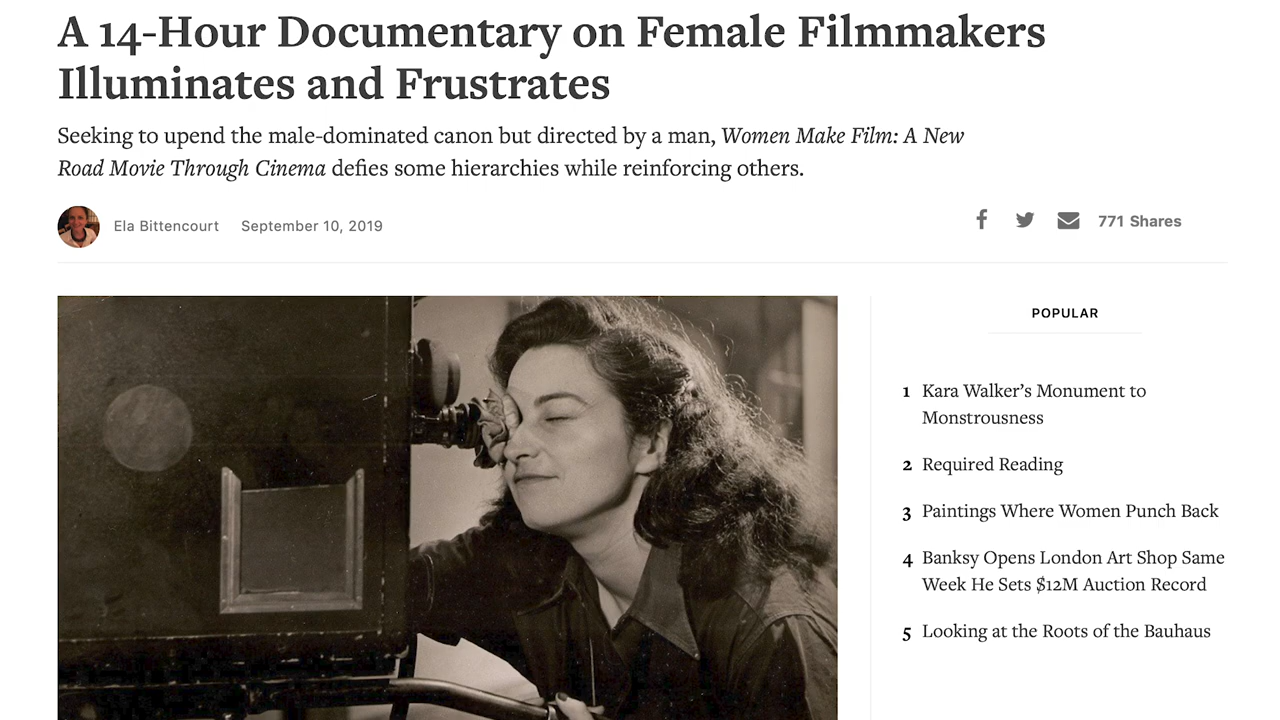 A 14-Hour Documentary on Female Filmmakers
Illuminates and Frustrates
Seeking to upend the male-dominated canon but directed by a man, Women Make Film: A New
Road Movie Through Cinema defies some hierarchies while reinforcing others.
Ela Bittencourt September 10, 2019
771 Shares
POPULAR
1 Kara Walker’s Monument to
Monstrousness
2 Required Reading
3 Paintings Where Women Punch Back
4 Banksy Opens London Art Shop Same
Week He Sets $12M Auction Record
5 Looking at the Roots of the Bauhaus